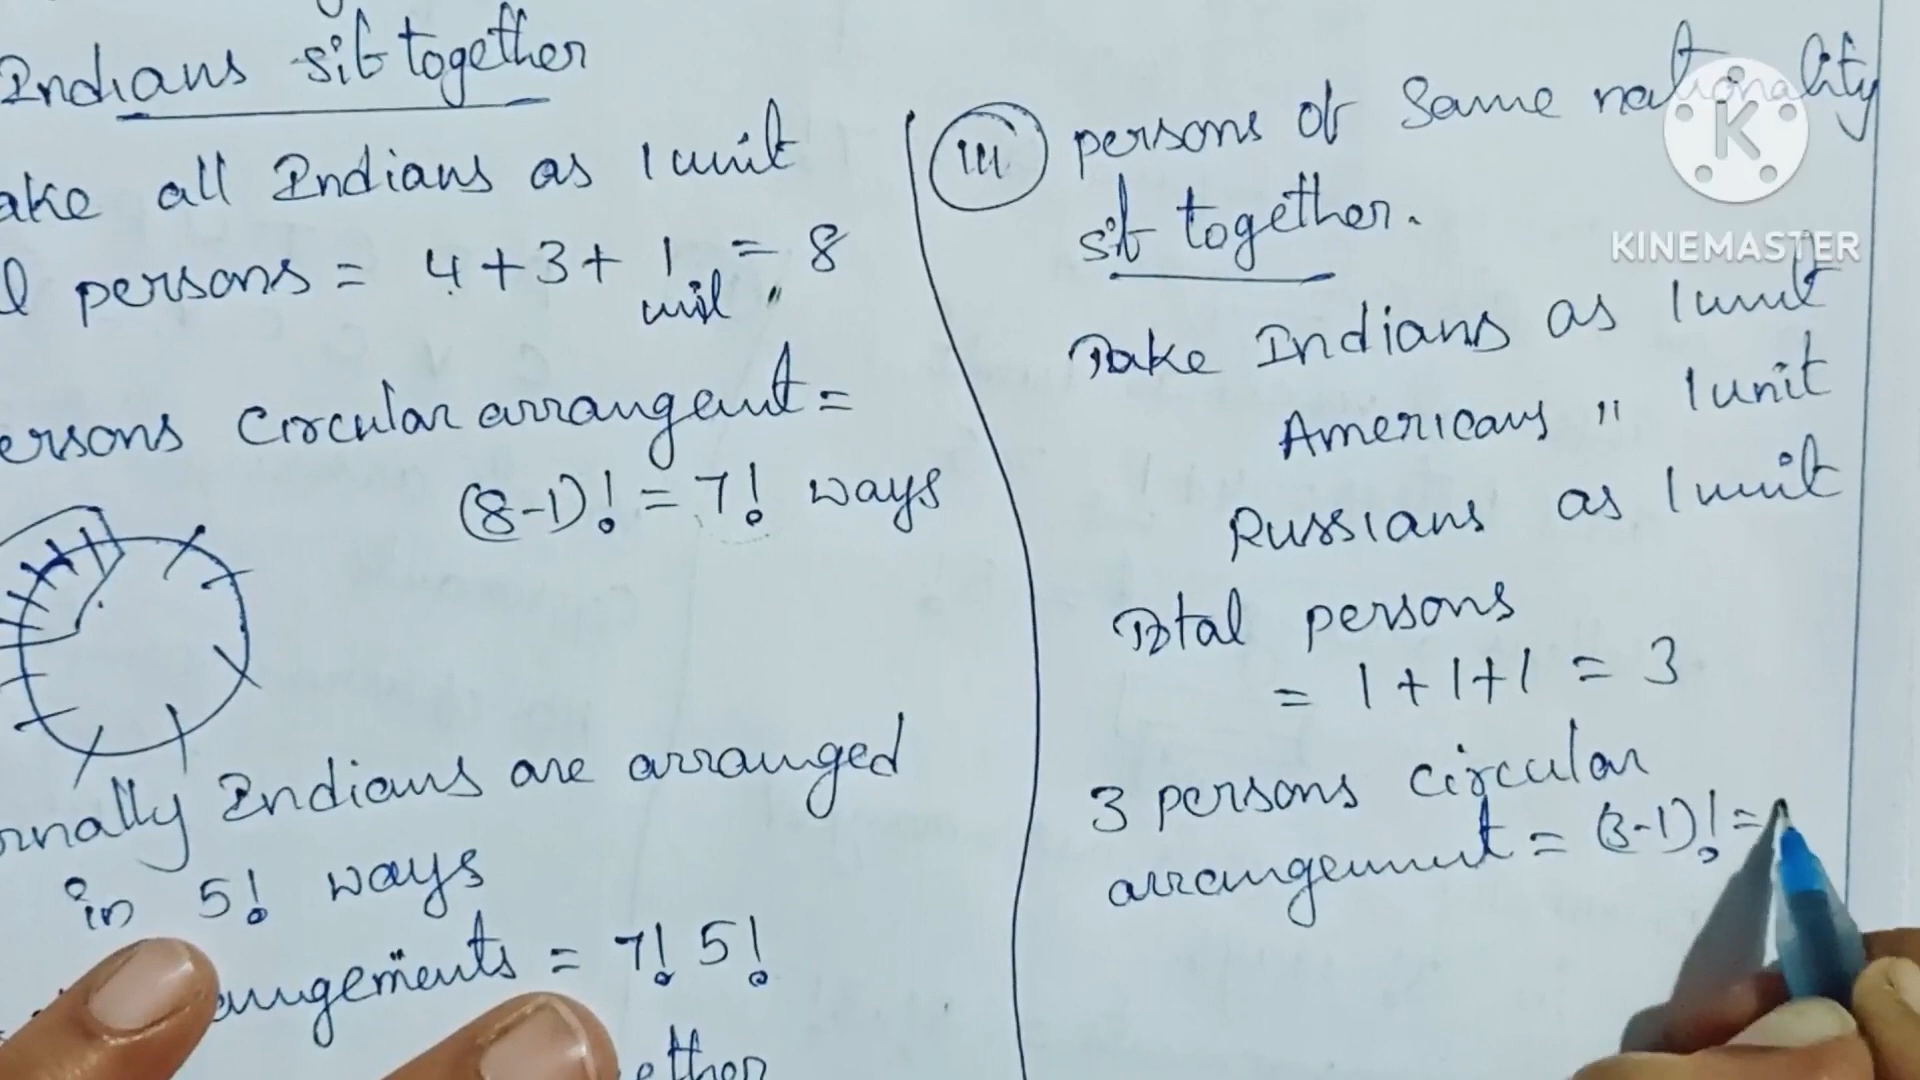 Indians sit together
ake all Indians as 1 unit
l persons = 4 + 3 + 1 = 8
unit
ersons Circular arrangemt =
(8-1)! = 7! ways
rnally Indians are arranged
in 5! ways
angements = 7! 5!
ether
III persons of Same nationality
sit together.
Take Indians as 1 unit
Americans " 1 unit
Russians as 1 unit
Total persons
= 1 + 1 + 1 = 3
3 persons circular
arrangement = (3-1)! =
K
KINEMASTER